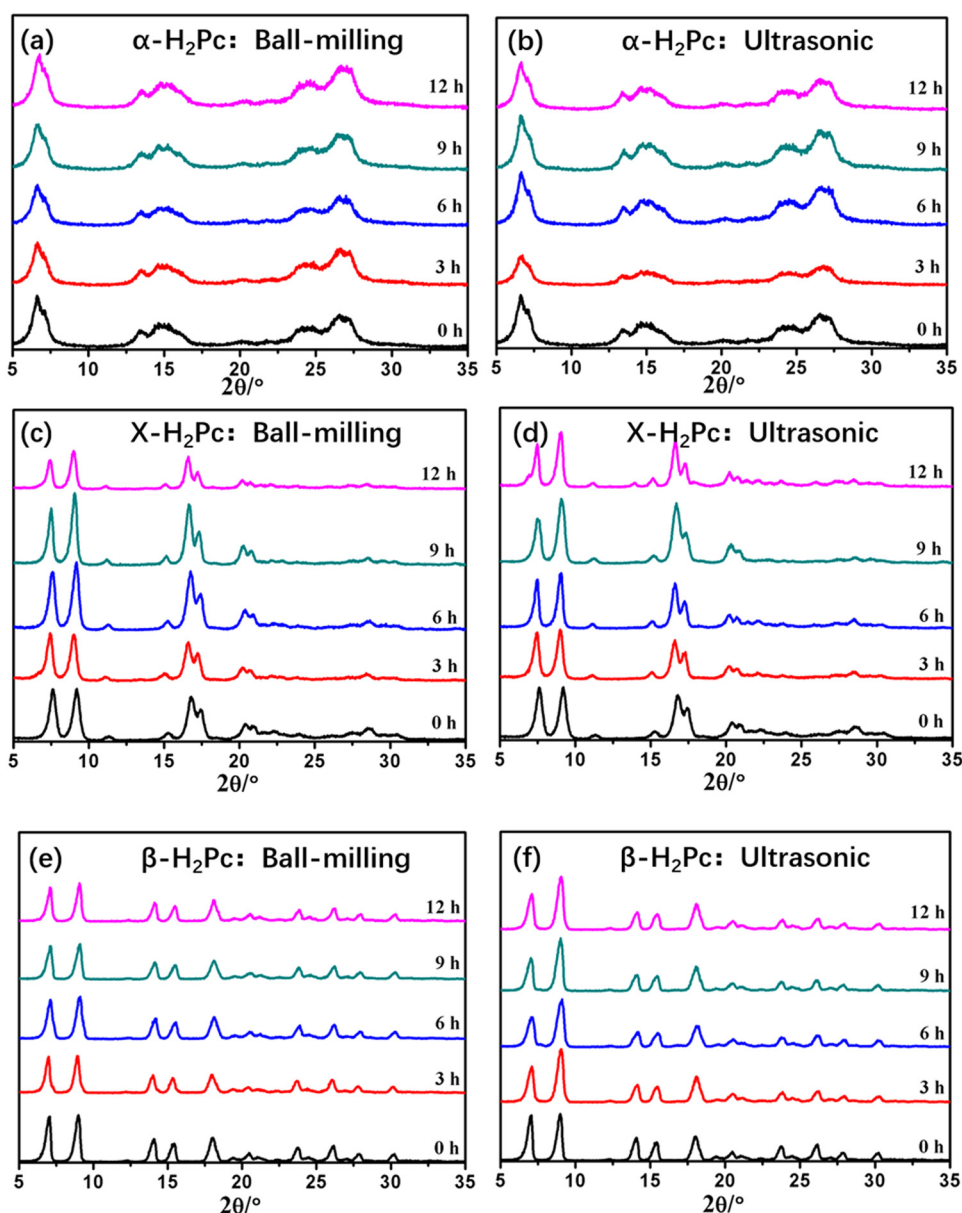 (a) α-H₂Pc: Ball-milling
12 h
9 h
6 h
3 h
0 h
5 10 15 20 25 30 35
2θ/°
(b) α-H₂Pc: Ultrasonic
12 h
9 h
6 h
3 h
0 h
5 10 15 20 25 30 35
2θ/°
(c) X-H₂Pc: Ball-milling
12 h
9 h
6 h
3 h
0 h
5 10 15 20 25 30 35
2θ/°
(d) X-H₂Pc: Ultrasonic
12 h
9 h
6 h
3 h
0 h
5 10 15 20 25 30 35
2θ/°
(e) β-H₂Pc: Ball-milling
12 h
9 h
6 h
3 h
0 h
5 10 15 20 25 30 35
2θ/°
(f) β-H₂Pc: Ultrasonic
12 h
9 h
6 h
3 h
0 h
5 10 15 20 25 30 35
2θ/°